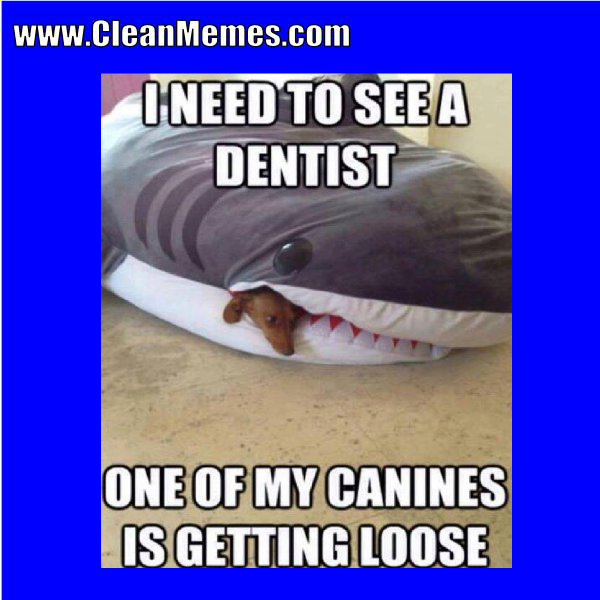 www.CleanMemes.com
I NEED TO SEE A
DENTIST
ONE OF MY CANINES
IS GETTING LOOSE